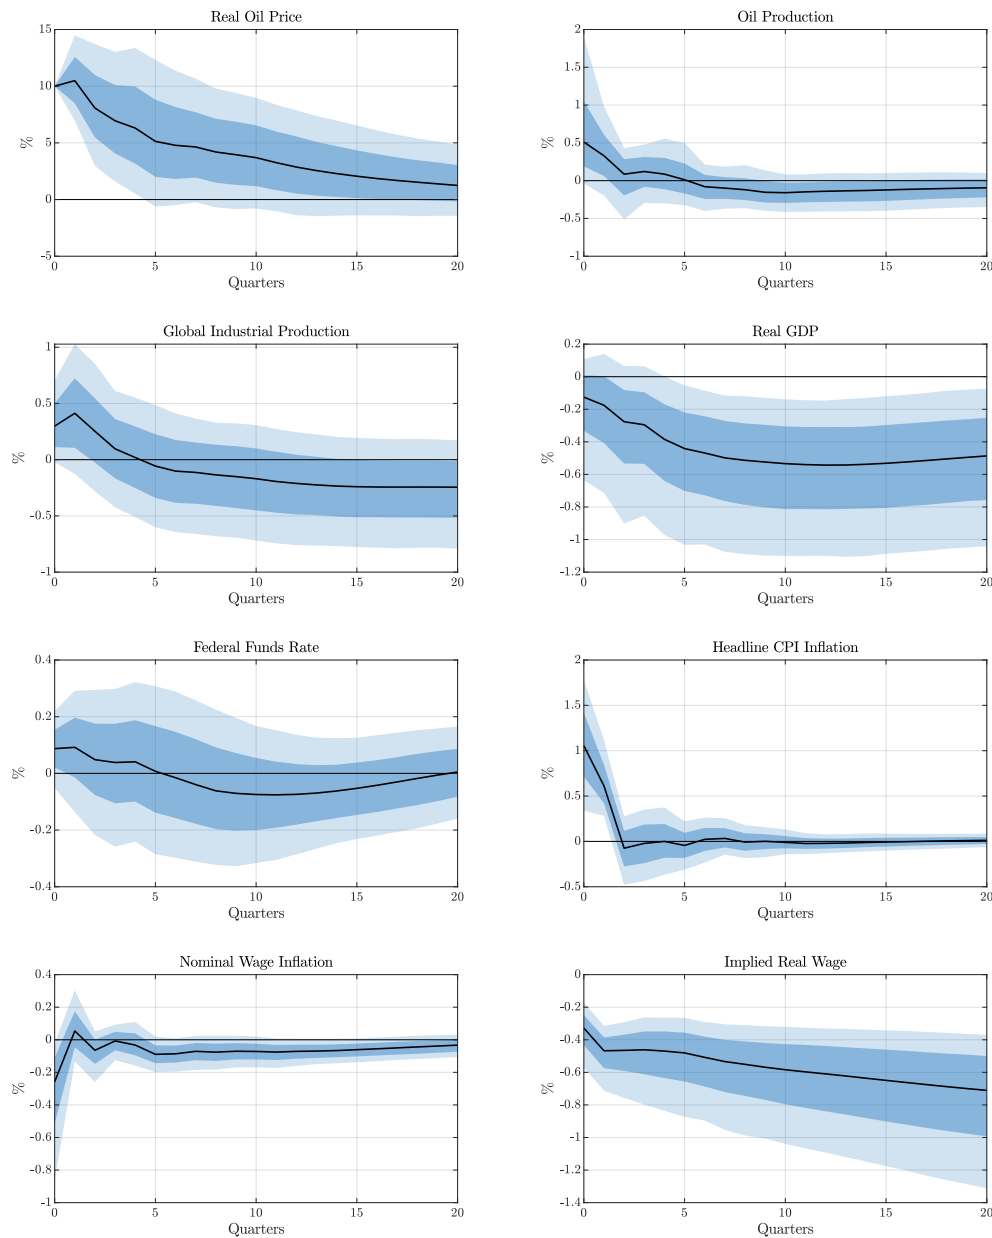 Real Oil Price
15
10
5
0
-5
%
0 5 10 15 20
Quarters
Oil Production
2
1.5
1
0.5
0
-0.5
-1
%
0 5 10 15 20
Quarters
Global Industrial Production
1
0.5
0
-0.5
-1
%
0 5 10 15 20
Quarters
Real GDP
0.2
0
-0.2
-0.4
-0.6
-0.8
-1
-1.2
%
0 5 10 15 20
Quarters
Federal Funds Rate
0.4
0.2
0
-0.2
-0.4
%
0 5 10 15 20
Quarters
Headline CPI Inflation
2
1.5
1
0.5
0
-0.5
%
0 5 10 15 20
Quarters
Nominal Wage Inflation
0.4
0.2
0
-0.2
-0.4
-0.6
-0.8
-1
%
0 5 10 15 20
Quarters
Implied Real Wage
0
-0.2
-0.4
-0.6
-0.8
-1
-1.2
-1.4
%
0 5 10 15 20
Quarters